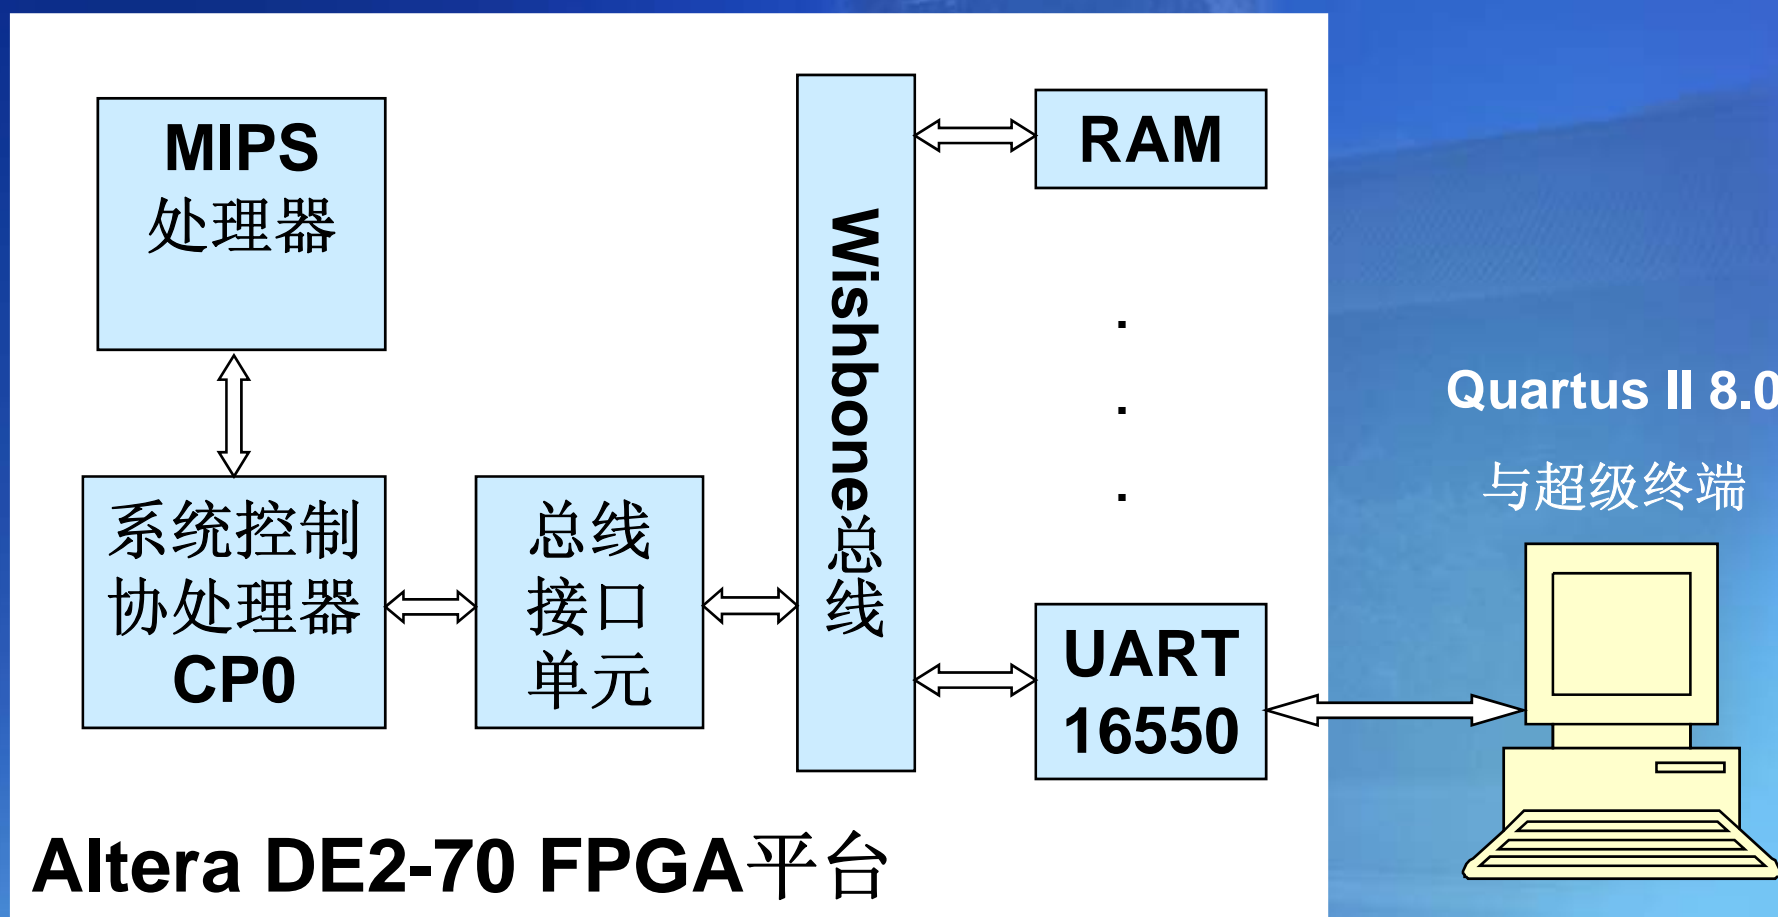 MIPS
处理器
系统控制
协处理器
CP0
总线
接口
单元
Wishbone总线
RAM
.
.
.
UART
16550
Quartus II 8.0
与超级终端
Altera DE2-70 FPGA平台